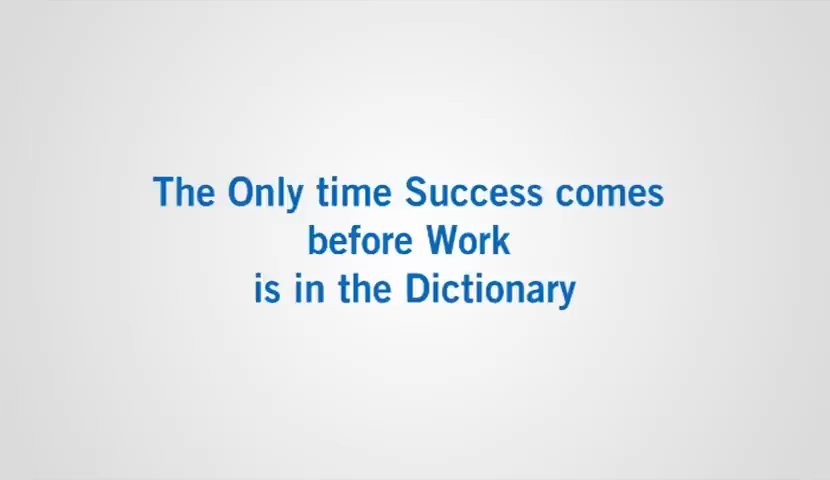 The Only time Success comes
before Work
is in the Dictionary